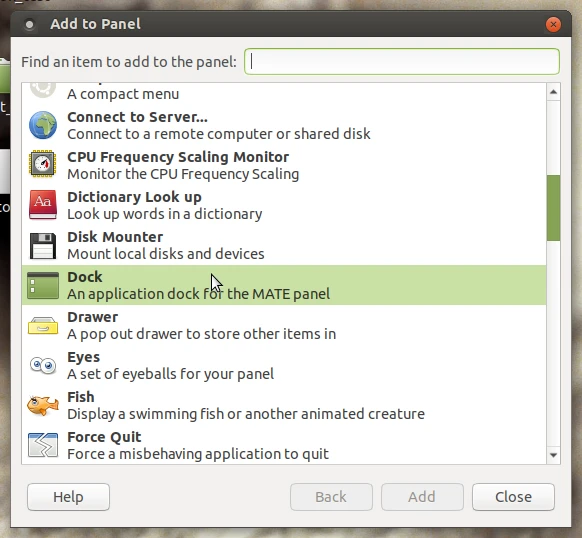 Add to Panel
Find an item to add to the panel:
A compact menu
Connect to Server...
Connect to a remote computer or shared disk
CPU Frequency Scaling Monitor
Monitor the CPU Frequency Scaling
Dictionary Look up
Look up words in a dictionary
Disk Mounter
Mount local disks and devices
Dock
An application dock for the MATE panel
Drawer
A pop out drawer to store other items in
Eyes
A set of eyeballs for your panel
Fish
Display a swimming fish or another animated creature
Force Quit
Force a misbehaving application to quit
Help
Back
Add
Close